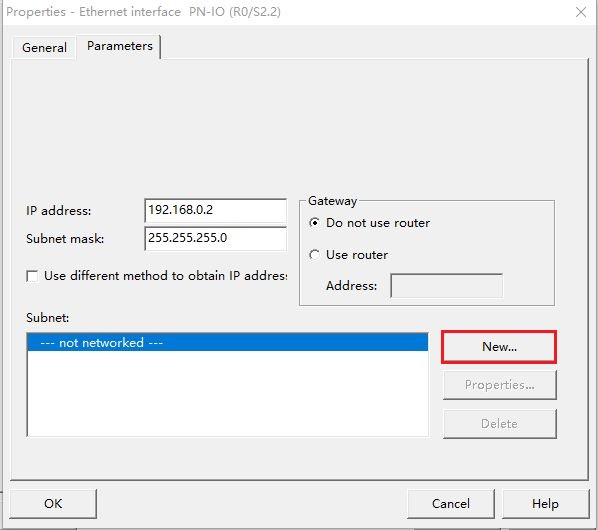 Properties - Ethernet interface  PN-IO (R0/S2.2)
General
Parameters
IP address:
192.168.0.2
Subnet mask:
255.255.255.0
Use different method to obtain IP address
Gateway
Do not use router
Use router
Address:
Subnet:
--- not networked ---
New...
Properties...
Delete
OK
Cancel
Help